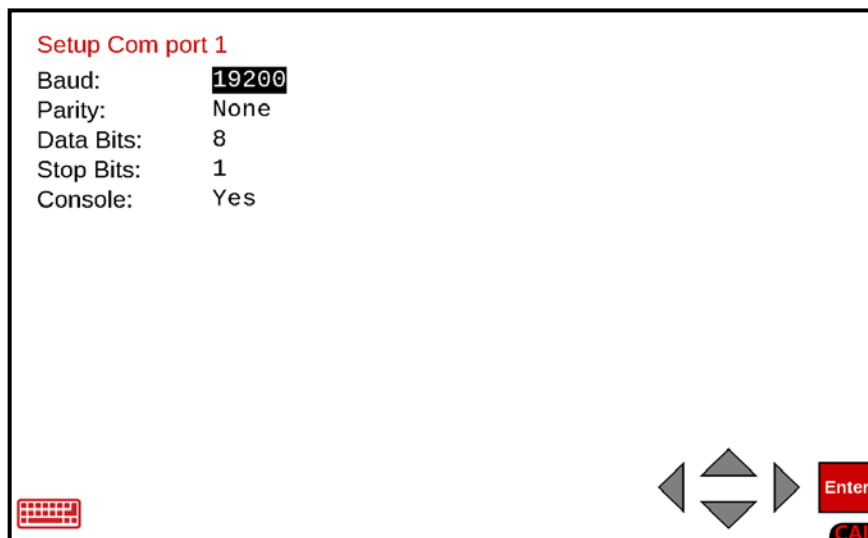 Setup Com port 1
Baud: 19200
Parity: None
Data Bits: 8
Stop Bits: 1
Console: Yes
Enter